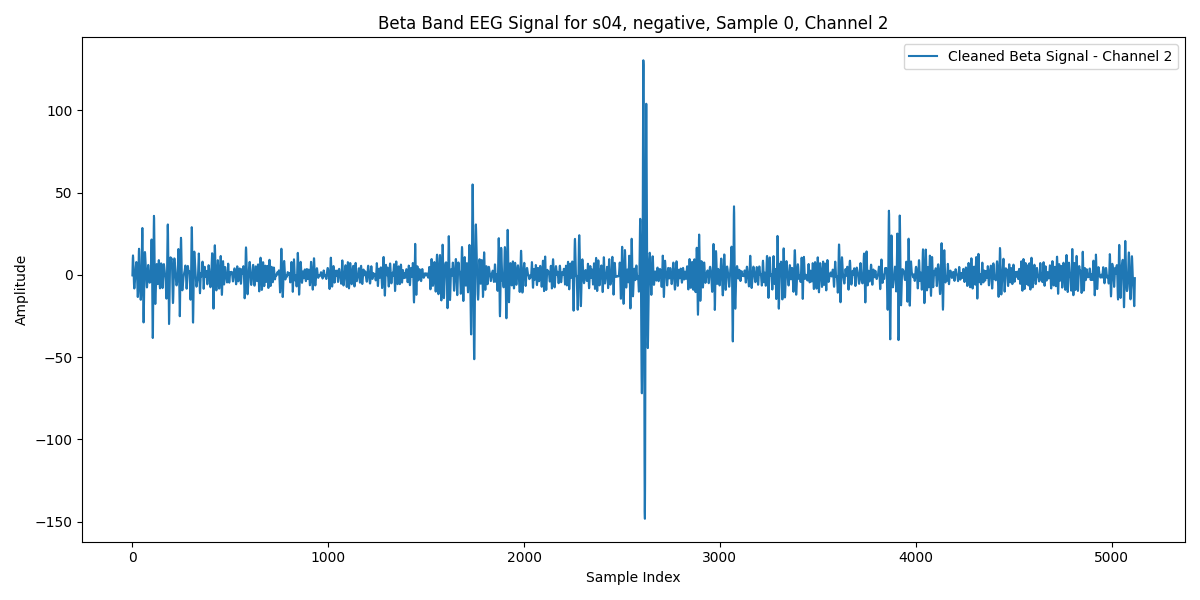 Beta Band EEG Signal for s04, negative, Sample 0, Channel 2
Cleaned Beta Signal - Channel 2
Amplitude
100
50
0
−50
−100
−150
0 1000 2000 3000 4000 5000
Sample Index